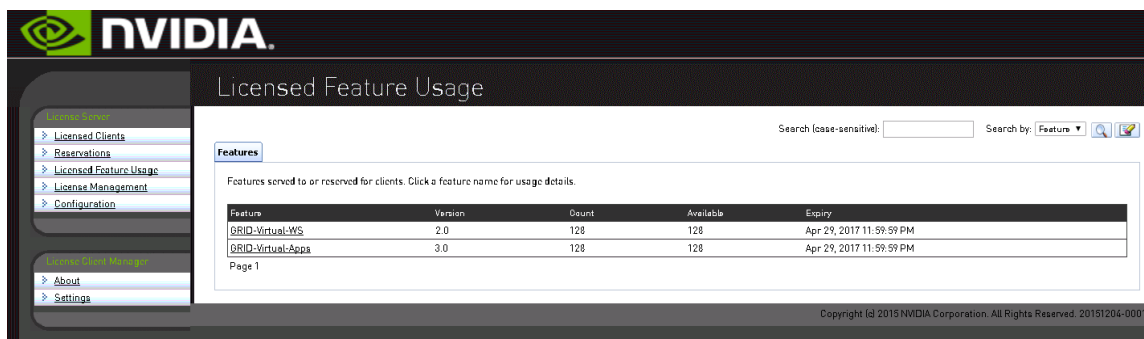 NVIDIA.
Licensed Feature Usage
License Server
Licensed Clients
Reservations
Licensed Feature Usage
License Management
Configuration
License Client Manager
About
Settings
Search (case-sensitive): Search by: Feature
Features
Features served to or reserved for clients. Click a feature name for usage details.
Feature Version Count Available Expiry
GRID-Virtual-WS 2.0 128 128 Apr 29, 2017 11:59:59 PM
GRID-Virtual-Apps 3.0 128 128 Apr 29, 2017 11:59:59 PM
Page 1
Copyright (c) 2015 NVIDIA Corporation. All Rights Reserved. 20151204-0001